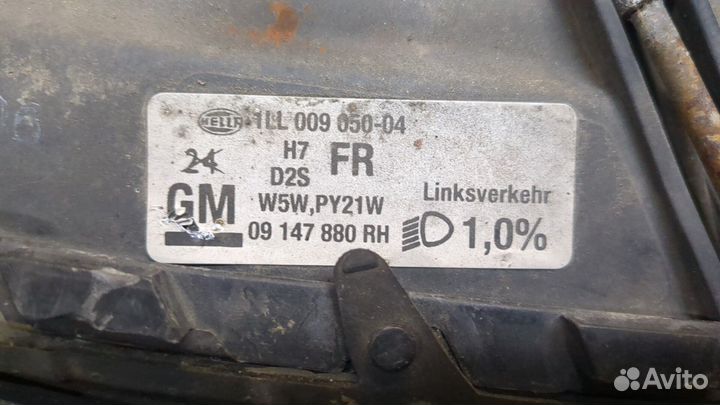 HELLA 1LL 009 050-04
24 H7 FR
D2S
GM W5W,PY21W Linksverkehr
09 147 880 RH 1,0%
Avito